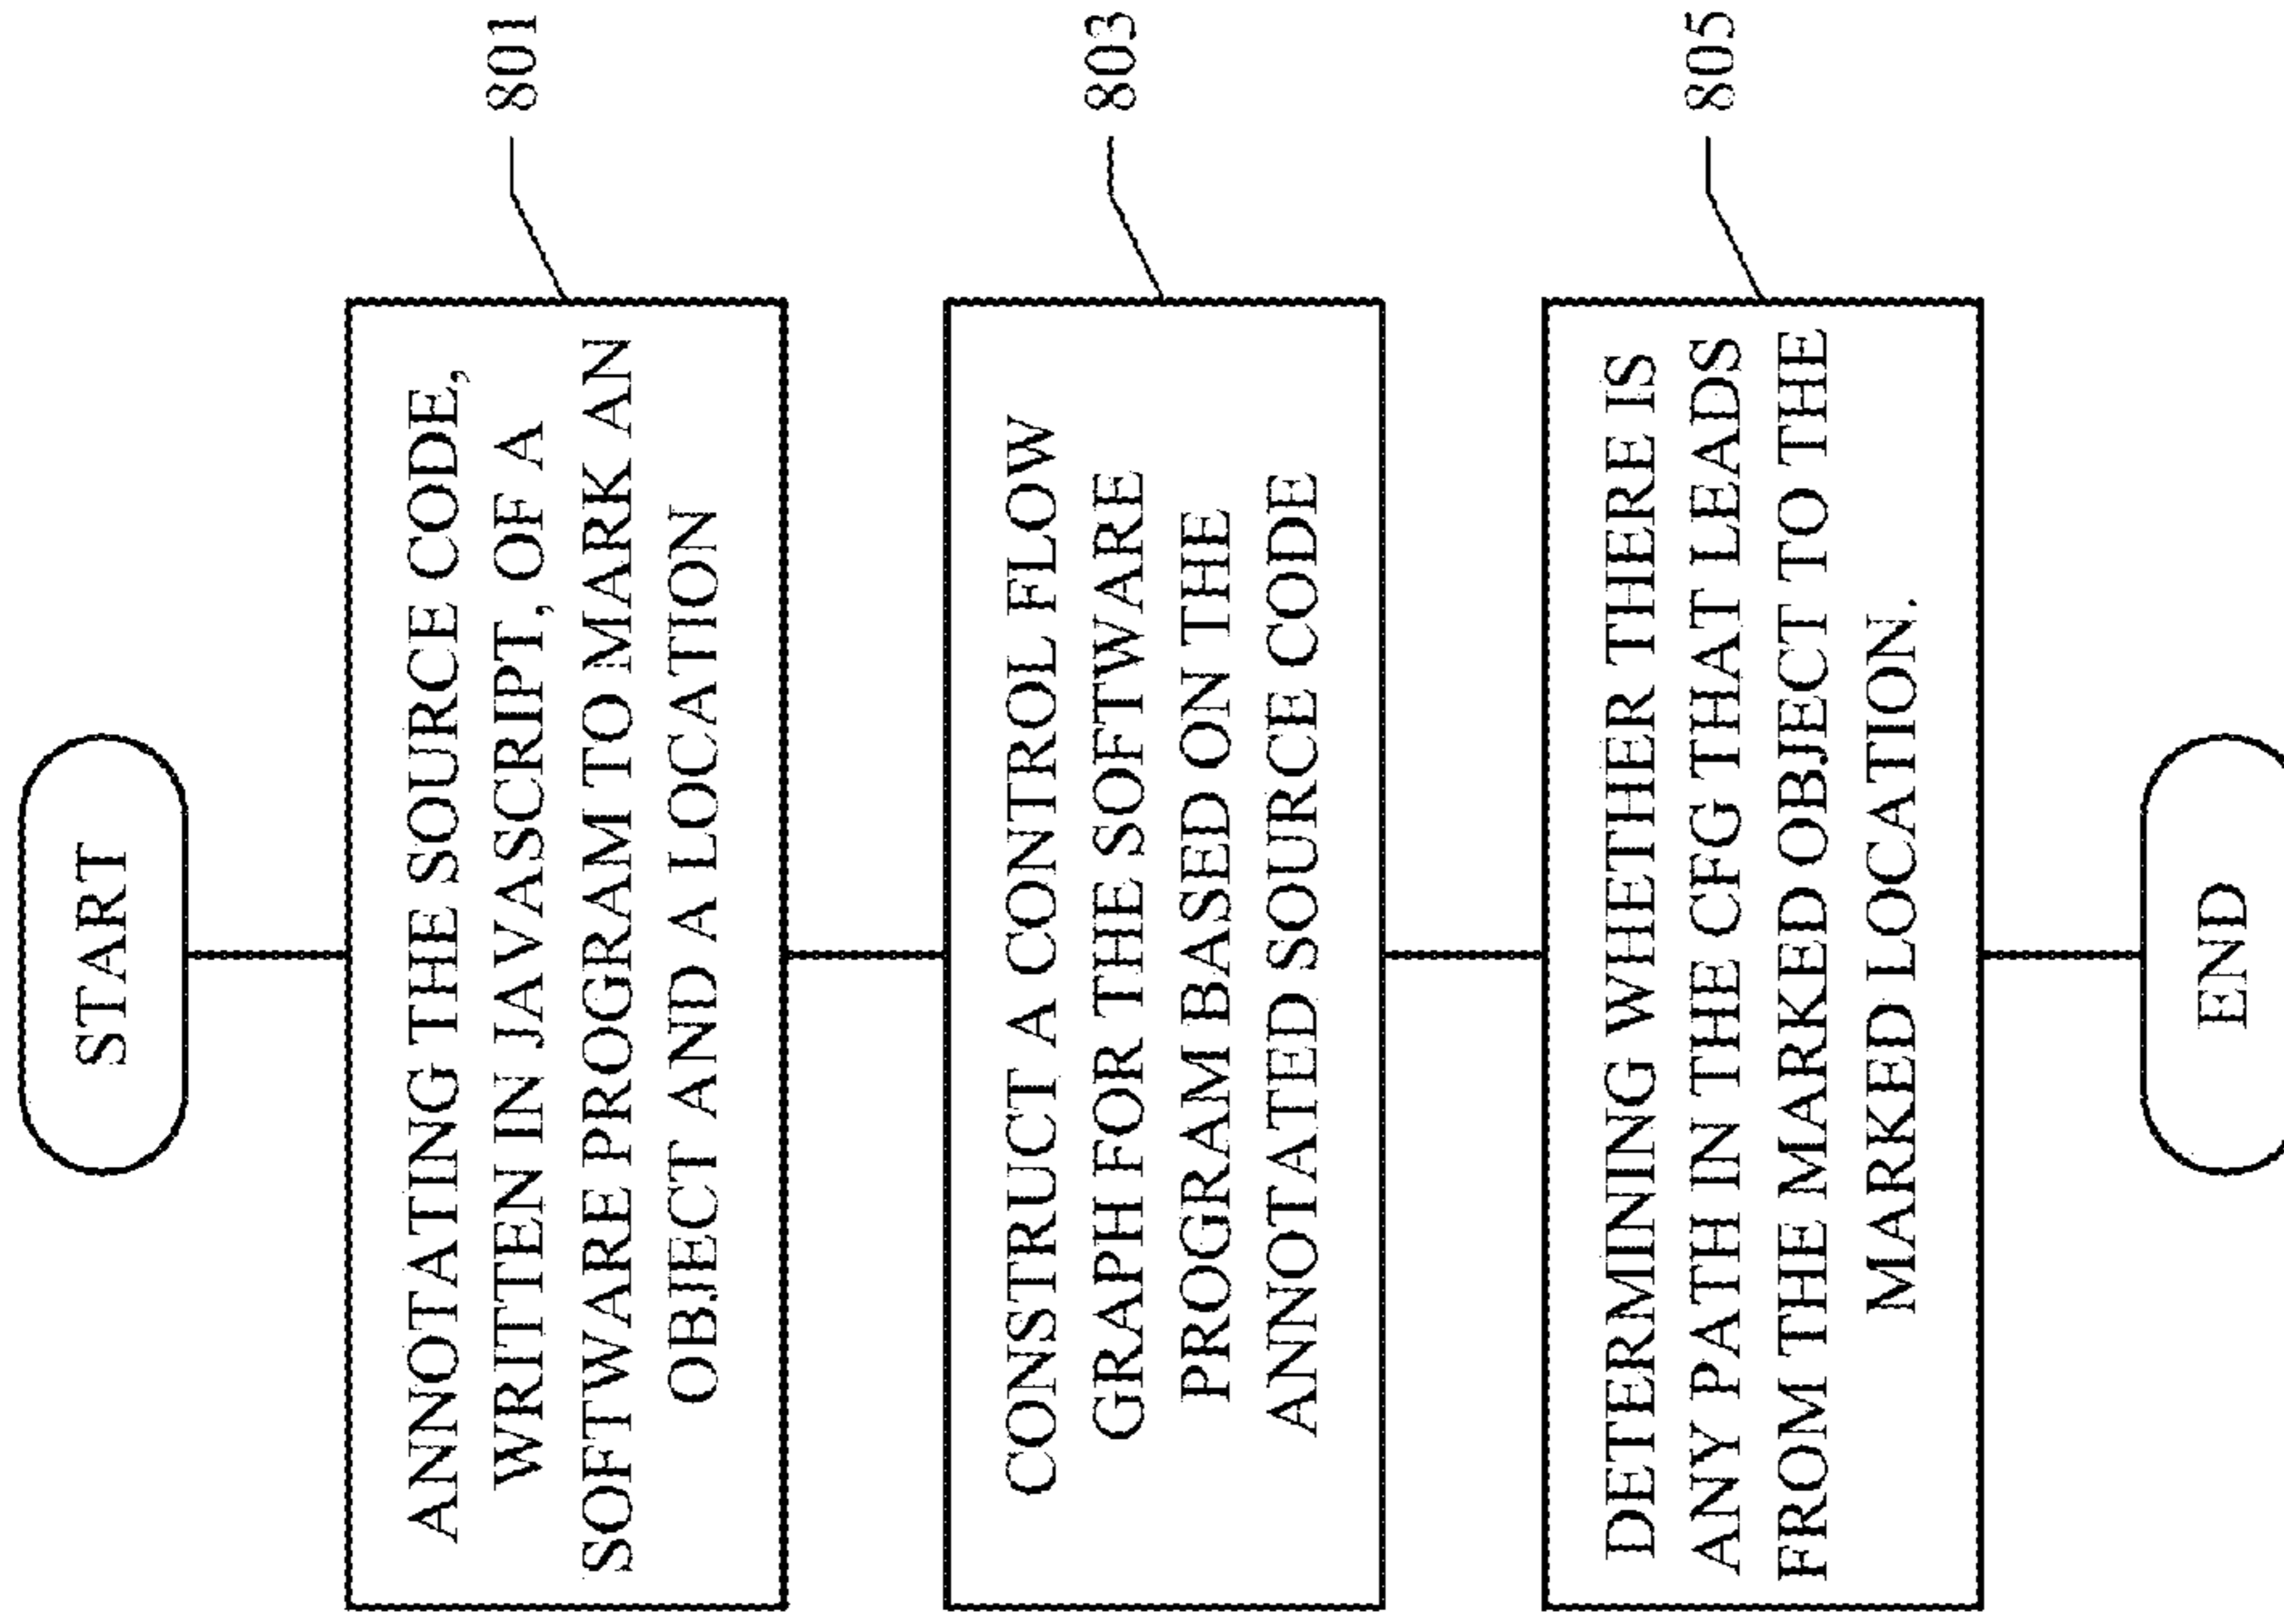 START
ANNOTATING THE SOURCE CODE,
WRITTEN IN JAVASCRIPT, OF A
SOFTWARE PROGRAM TO MARK AN
OBJECT AND A LOCATION
801
CONSTRUCT A CONTROL FLOW
GRAPH FOR THE SOFTWARE
PROGRAM BASED ON THE
ANNOTATED SOURCE CODE
803
DETERMINING WHETHER THERE IS
ANY PATH IN THE CFG THAT LEADS
FROM THE MARKED OBJECT TO THE
MARKED LOCATION.
805
END